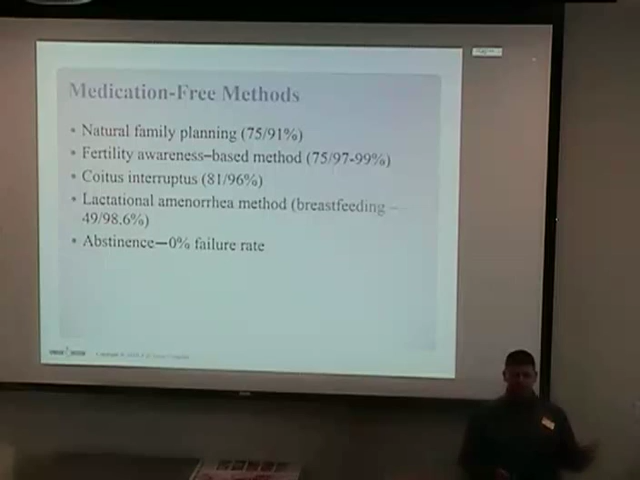 Medication-Free Methods
• Natural family planning (75/91%)
• Fertility awareness–based method (75/97-99%)
• Coitus interruptus (81/96%)
• Lactational amenorrhea method (breastfeeding –
49/98.6%)
• Abstinence—0% failure rate